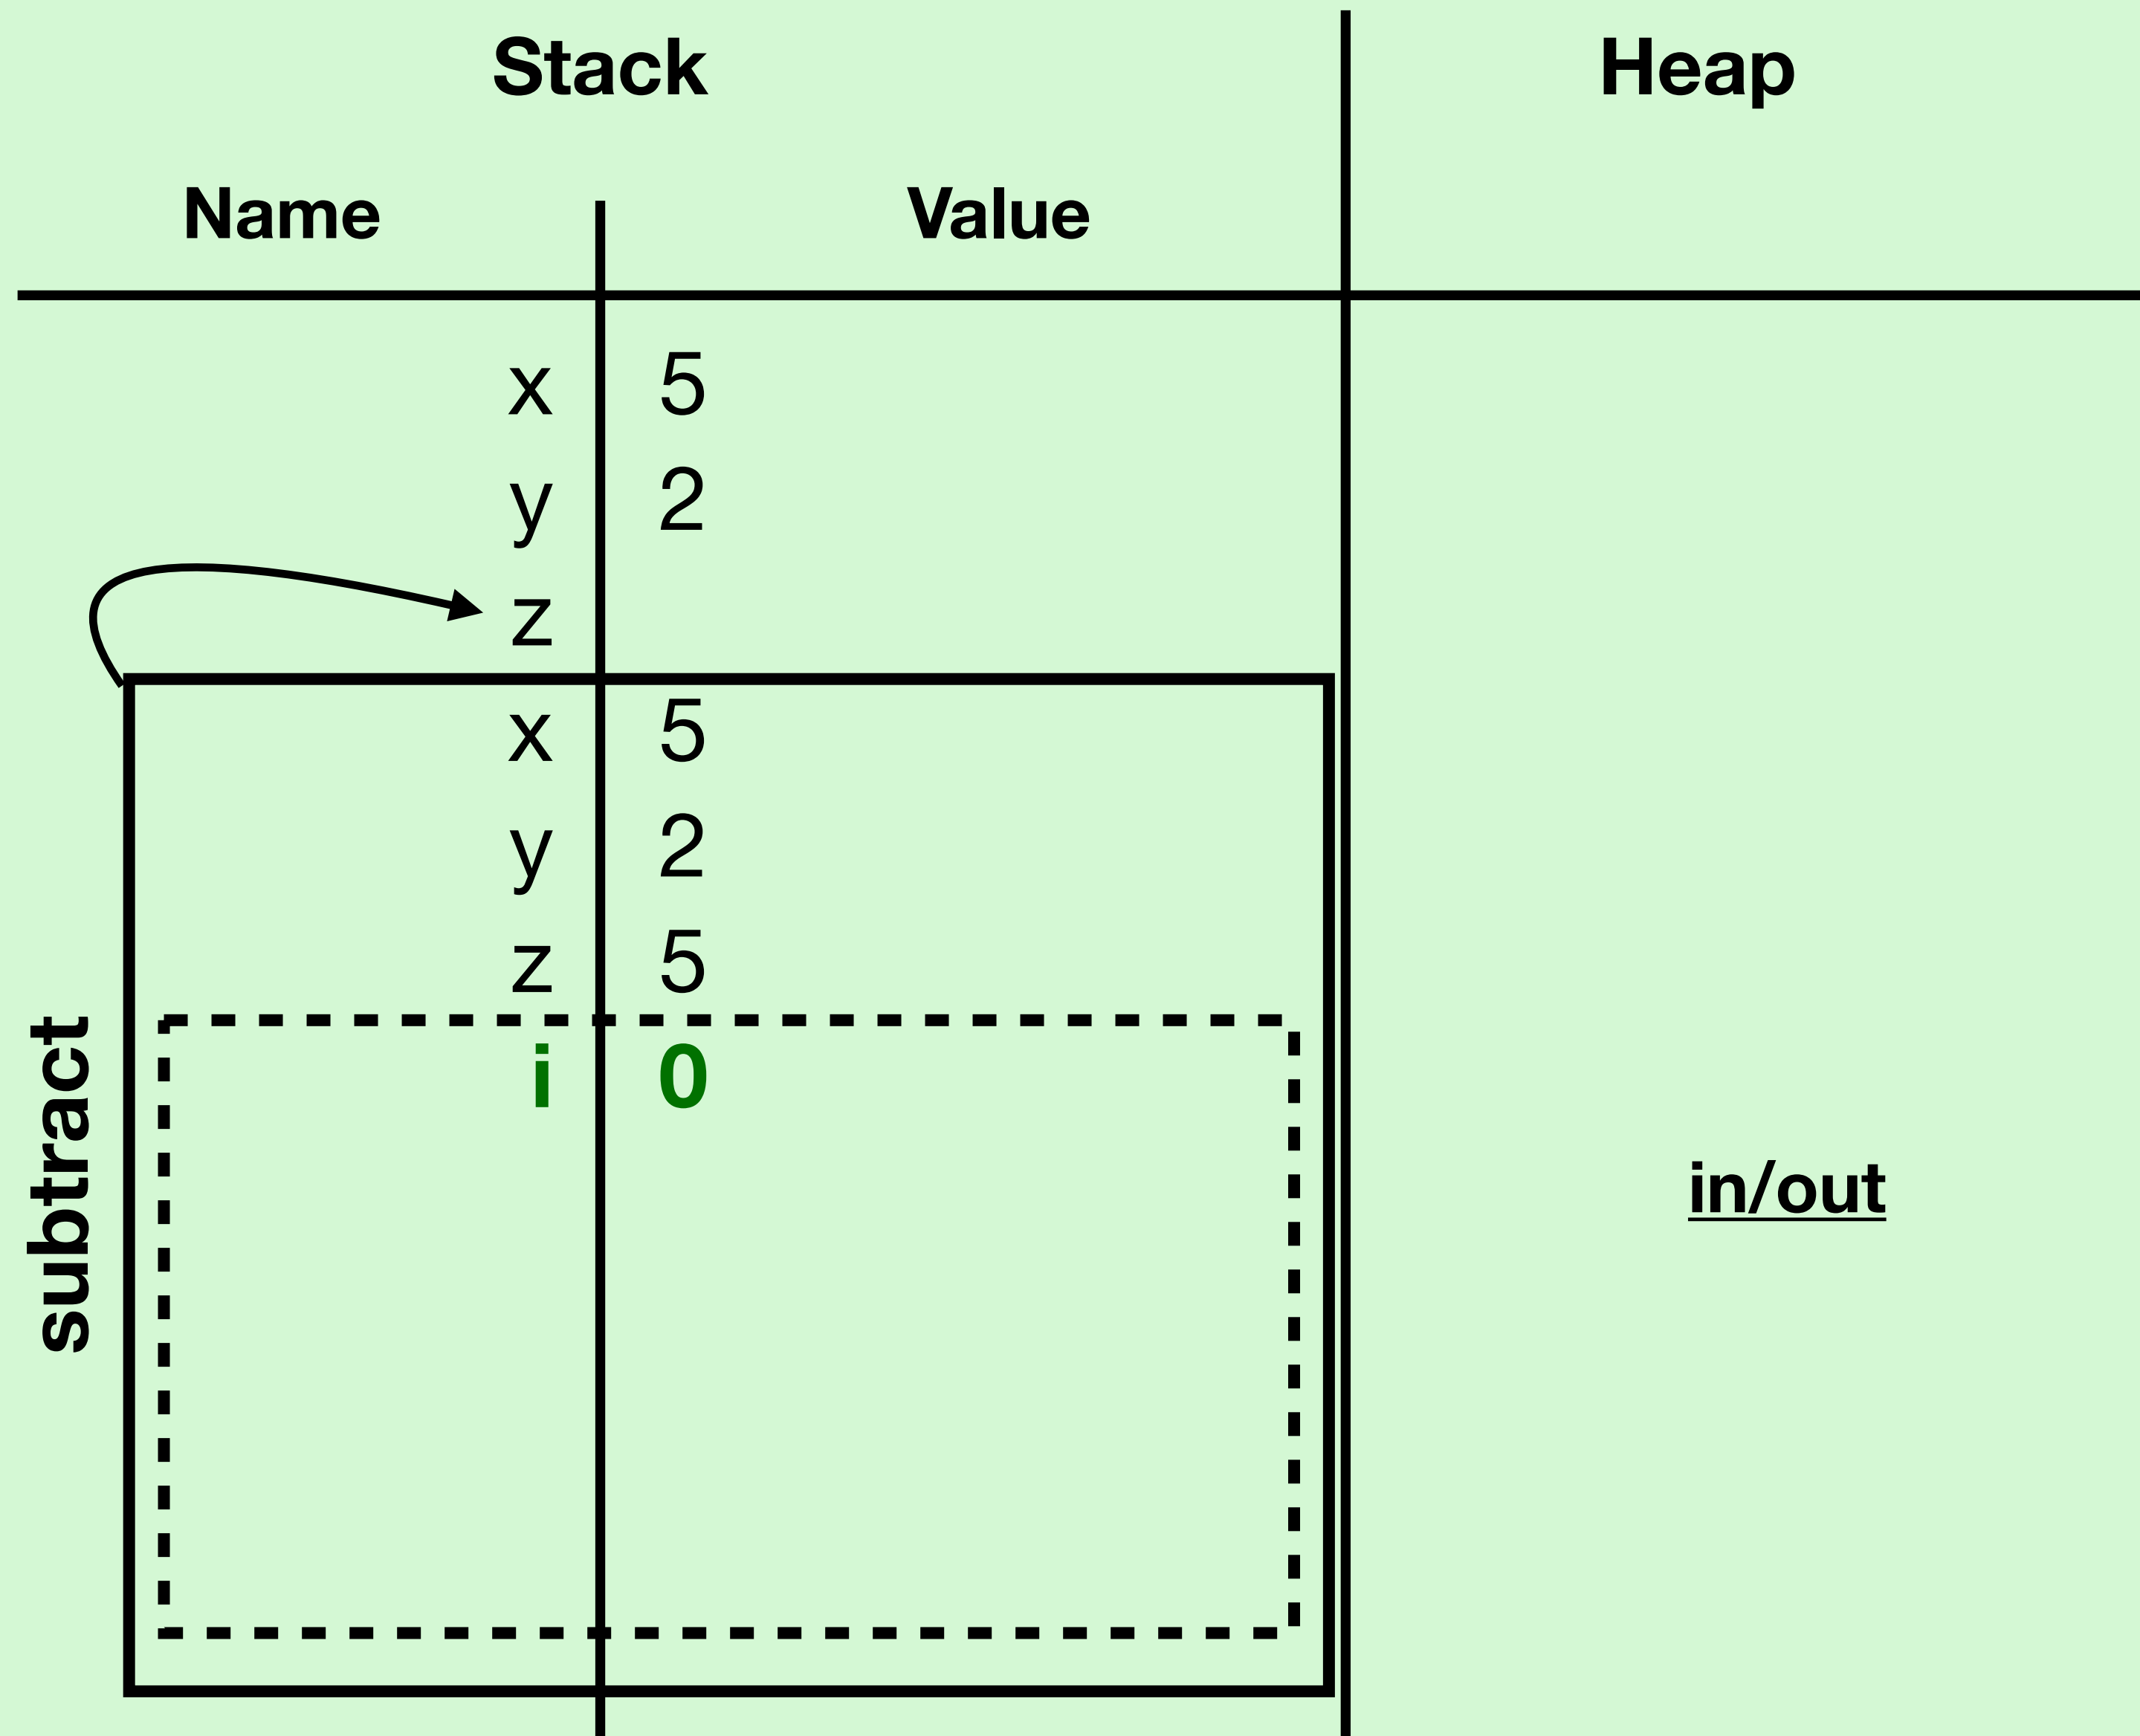 Stack Heap
Name Value
x 5
y 2
z
x 5
y 2
z 5
i 0
subtract
in/out